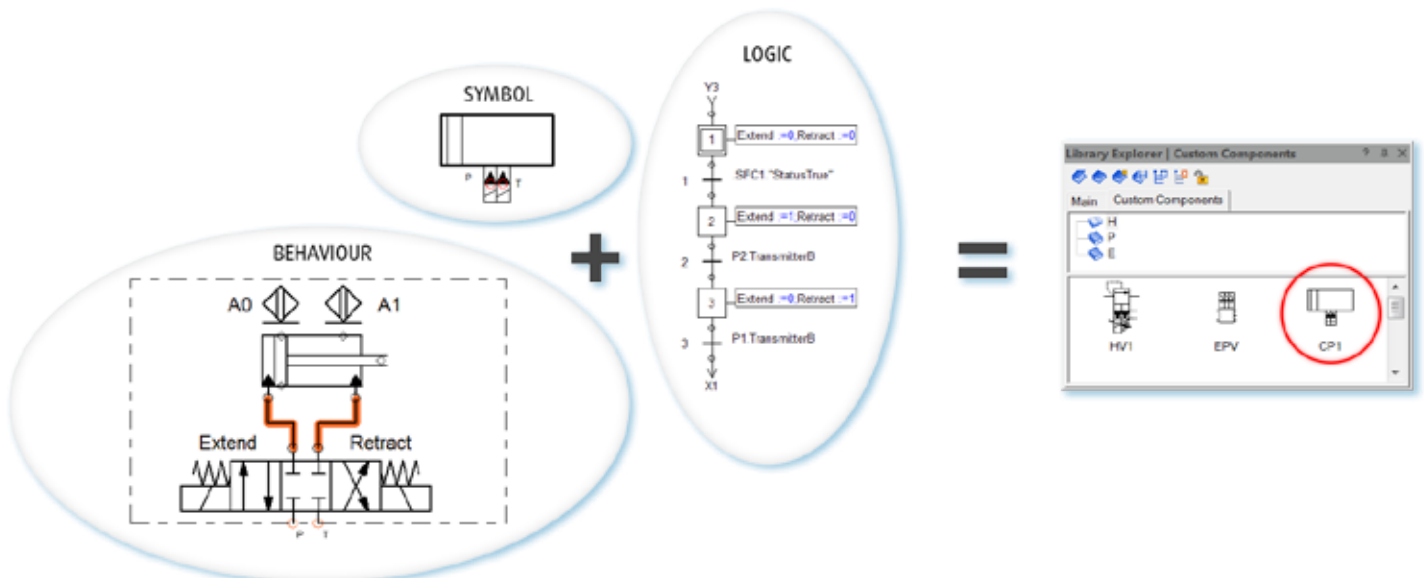 SYMBOL
P T
BEHAVIOUR
A0 A1
Extend Retract
P T
LOGIC
Y3
1 Extend :=0;Retract :=0
1 SFC1."StatusTrue"
2 Extend :=1;Retract :=0
2 P2.TransmitterB
3 Extend :=0;Retract :=1
3 P1.TransmitterB
X1
Library Explorer | Custom Components ?
Main Custom Components
H
P
E
HV1 EPV CP1